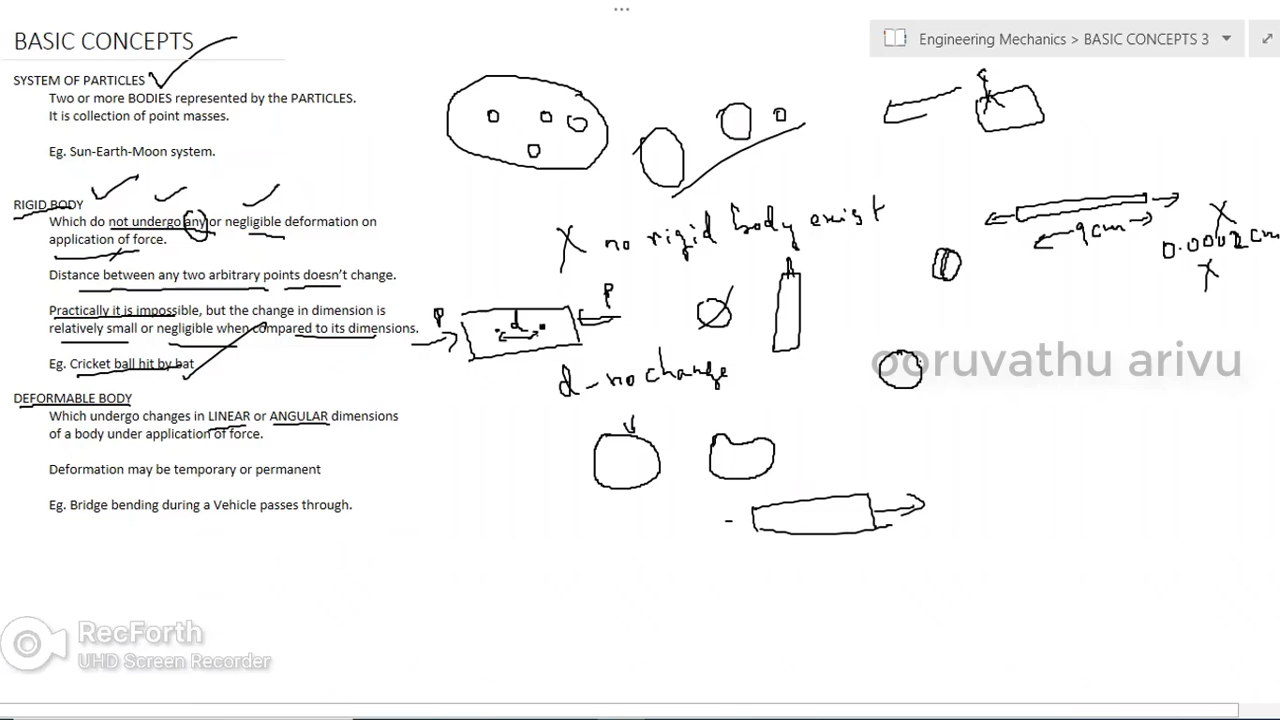 BASIC CONCEPTS
Engineering Mechanics > BASIC CONCEPTS 3
SYSTEM OF PARTICLES
Two or more BODIES represented by the PARTICLES.
It is collection of point masses.
Eg. Sun-Earth-Moon system.
RIGID BODY
Which do not undergo any or negligible deformation on
application of force.
Distance between any two arbitrary points doesn't change.
Practically it is impossible, but the change in dimension is
relatively small or negligible when compared to its dimensions.
Eg. Cricket ball hit by bat
DEFORMABLE BODY
Which undergo changes in LINEAR or ANGULAR dimensions
of a body under application of force.
Deformation may be temporary or permanent
Eg. Bridge bending during a Vehicle passes through.
X no rigid body exist
9cm
0.0002cm
P
P
d
d - no change
ooruvathu arivu
RecForth
UHD Screen Recorder